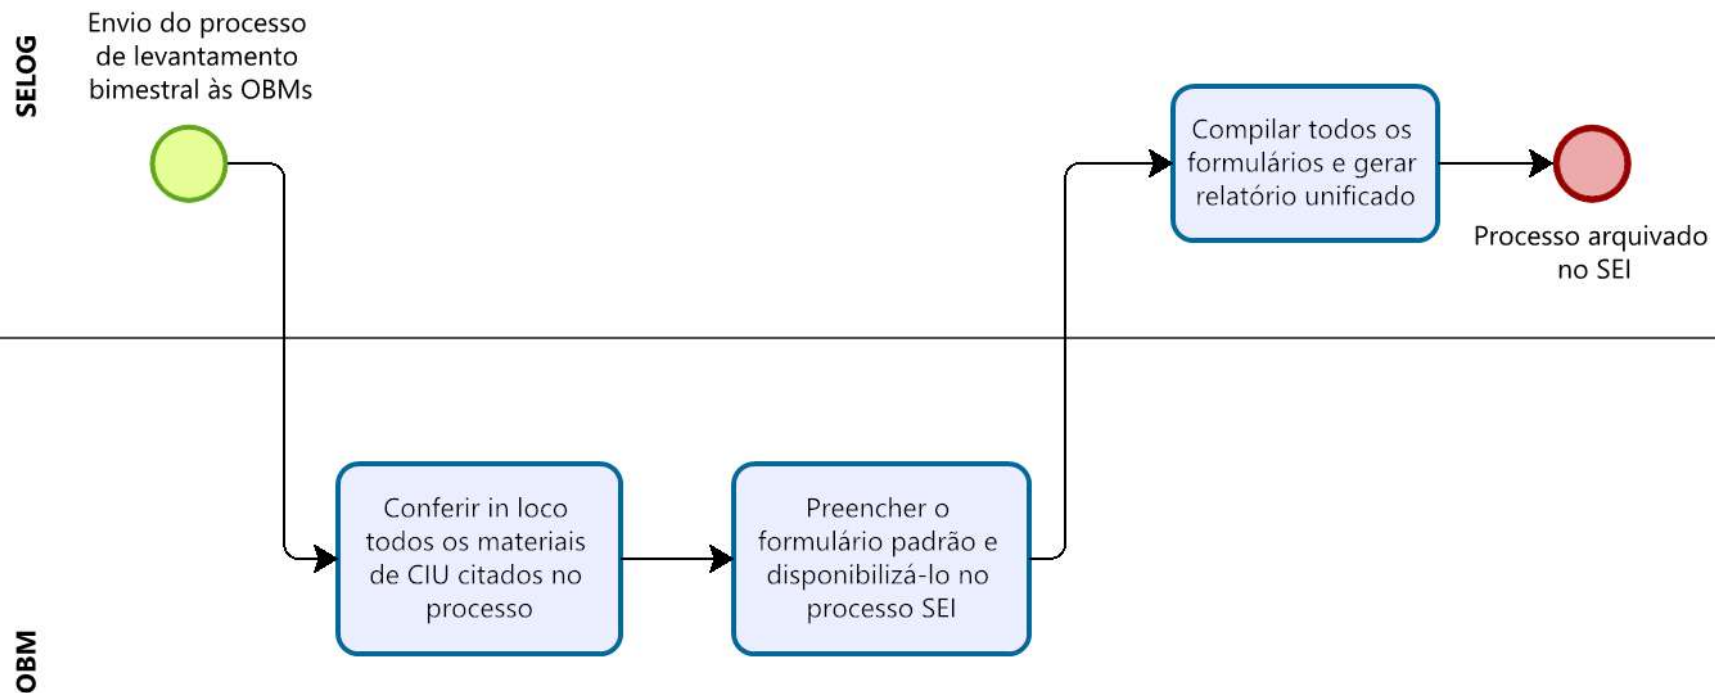 SELOG
Envio do processo
de levantamento
bimestral às OBMs
Compilar todos os
formulários e gerar
relatório unificado
Processo arquivado
no SEI
OBM
Conferir in loco
todos os materiais
de CIU citados no
processo
Preencher o
formulário padrão e
disponibilizá-lo no
processo SEI